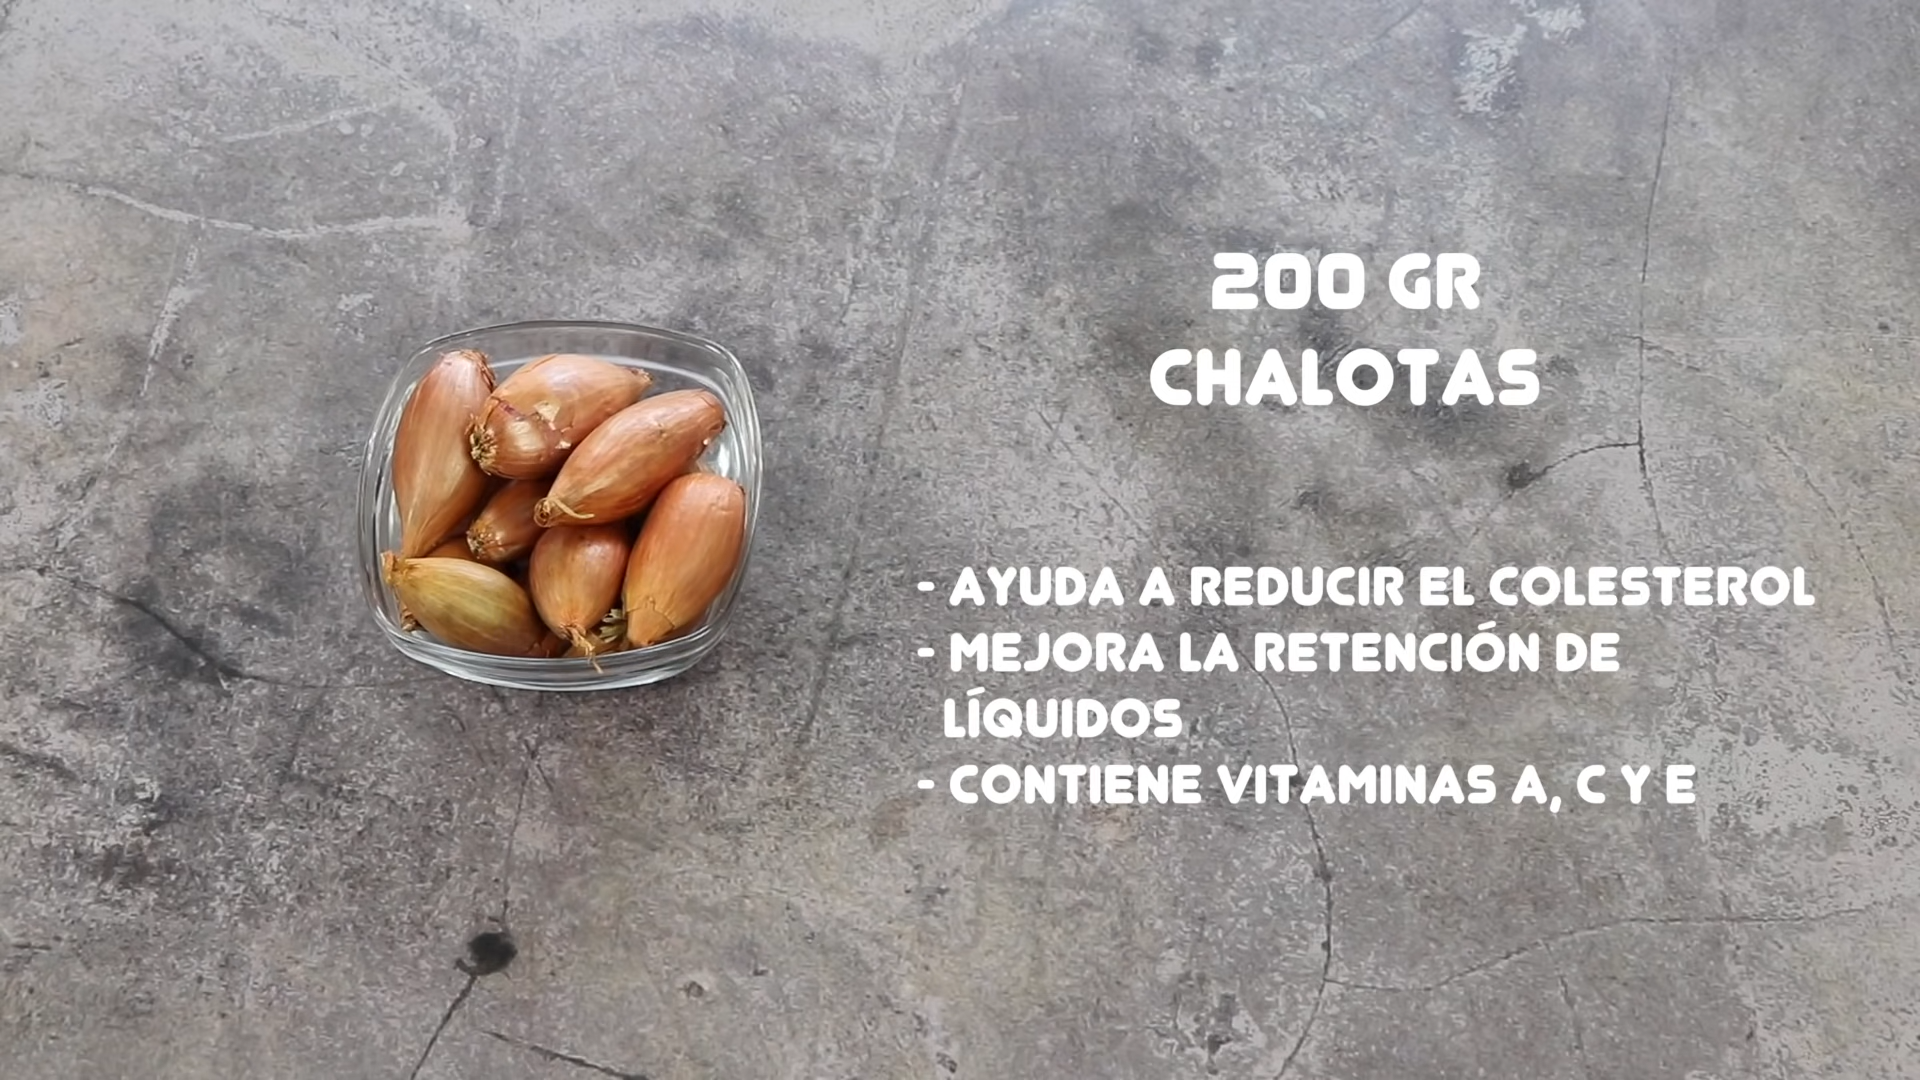 200 GR
CHALOTAS
- AYUDA A REDUCIR EL COLESTEROL
- MEJORA LA RETENCIÓN DE
LÍQUIDOS
- CONTIENE VITAMINAS A, C Y E